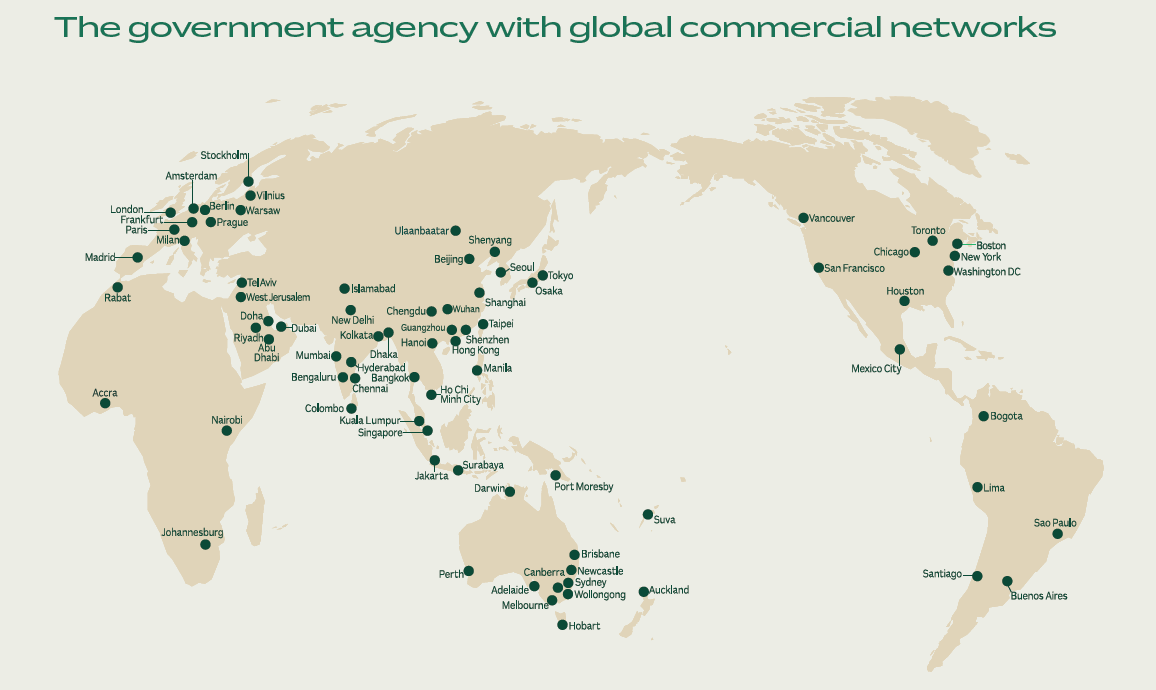 The government agency with global commercial networks
Stockholm
Amsterdam
Vilnius
London
Berlin
Warsaw
Frankfurt
Prague
Paris
Milan
Madrid
Rabat
Tel Aviv
West Jerusalem
Doha
Dubai
Riyadh
Abu
Dhabi
Accra
Nairobi
Johannesburg
Ulaanbaatar
Shenyang
Beijing
Seoul
Tokyo
Osaka
Islamabad
Shanghai
New Delhi
Chengdu
Wuhan
Kolkata
Guangzhou
Taipei
Shenzhen
Hanoi
Hong Kong
Dhaka
Mumbai
Hyderabad
Manila
Bengaluru
Bangkok
Chennai
Ho Chi
Minh City
Colombo
Kuala Lumpur
Singapore
Jakarta
Surabaya
Darwin
Port Moresby
Suva
Brisbane
Perth
Canberra
Newcastle
Sydney
Adelaide
Wollongong
Melbourne
Auckland
Hobart
Vancouver
Toronto
Boston
Chicago
New York
San Francisco
Washington DC
Houston
Mexico City
Bogota
Lima
Sao Paulo
Santiago
Buenos Aires